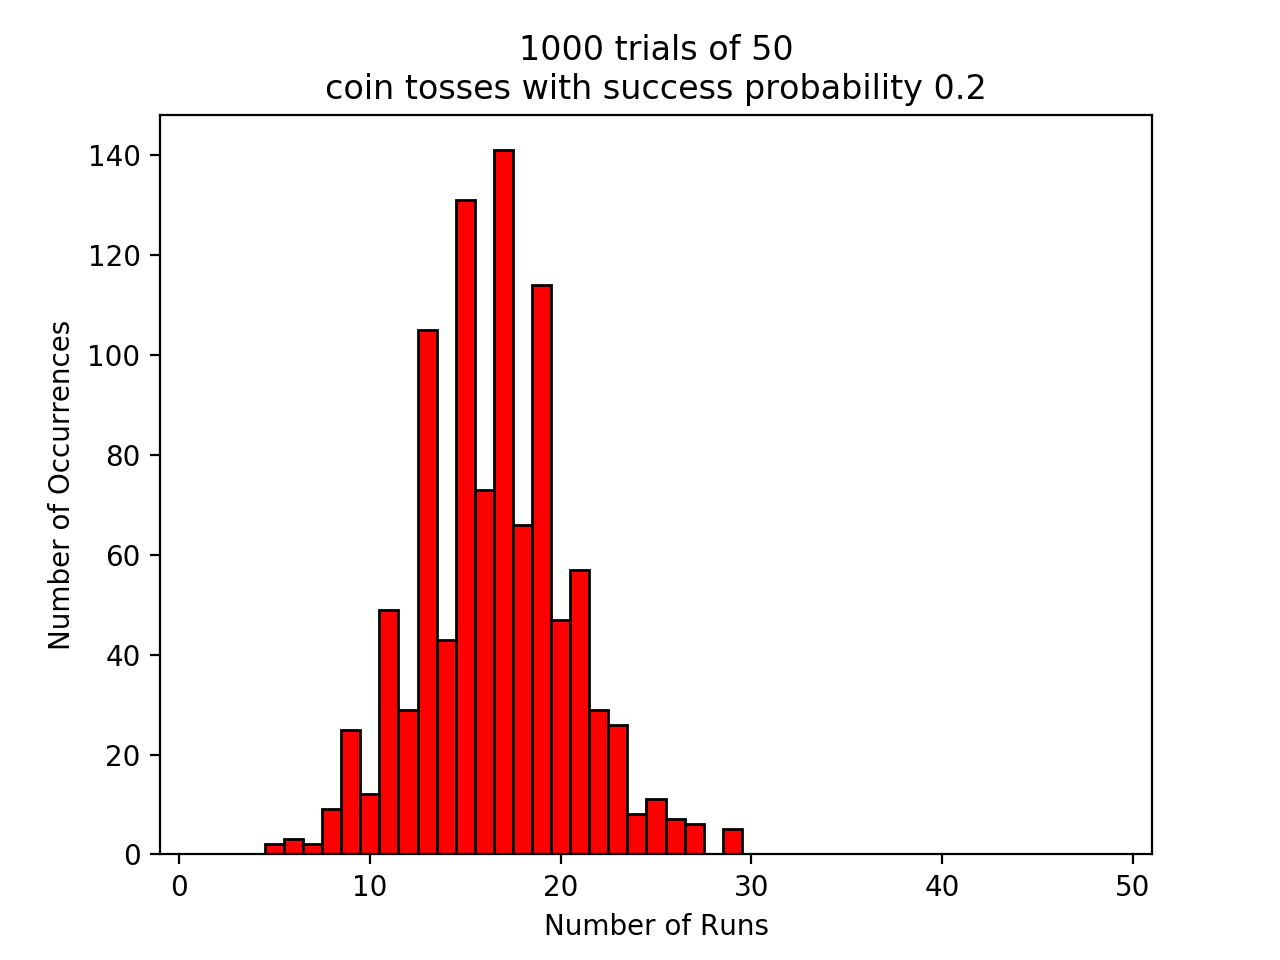 1000 trials of 50
coin tosses with success probability 0.2
140
120
100
80
60
40
20
0
Number of Occurrences
0 10 20 30 40 50
Number of Runs